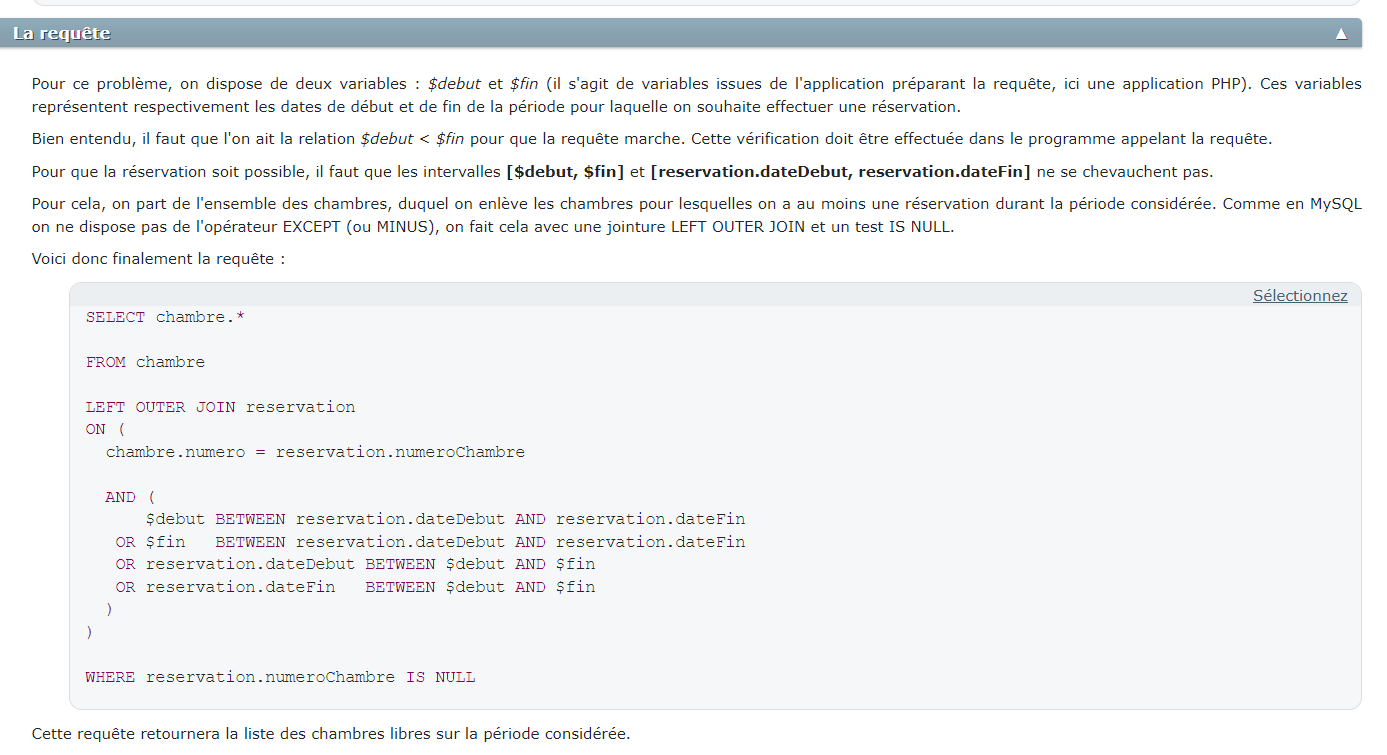 La requête ▲
Pour ce problème, on dispose de deux variables : $debut et $fin (il s'agit de variables issues de l'application préparant la requête, ici une application PHP). Ces variables
représentent respectivement les dates de début et de fin de la période pour laquelle on souhaite effectuer une réservation.
Bien entendu, il faut que l'on ait la relation $debut < $fin pour que la requête marche. Cette vérification doit être effectuée dans le programme appelant la requête.
Pour que la réservation soit possible, il faut que les intervalles [$debut, $fin] et [reservation.dateDebut, reservation.dateFin] ne se chevauchent pas.
Pour cela, on part de l'ensemble des chambres, duquel on enlève les chambres pour lesquelles on a au moins une réservation durant la période considérée. Comme en MySQL
on ne dispose pas de l'opérateur EXCEPT (ou MINUS), on fait cela avec une jointure LEFT OUTER JOIN et un test IS NULL.
Voici donc finalement la requête :
Sélectionnez
SELECT chambre.*
FROM chambre
LEFT OUTER JOIN reservation
ON (
  chambre.numero = reservation.numeroChambre
  AND (
      $debut BETWEEN reservation.dateDebut AND reservation.dateFin
   OR $fin   BETWEEN reservation.dateDebut AND reservation.dateFin
   OR reservation.dateDebut BETWEEN $debut AND $fin
   OR reservation.dateFin   BETWEEN $debut AND $fin
  )
)
WHERE reservation.numeroChambre IS NULL
Cette requête retournera la liste des chambres libres sur la période considérée.